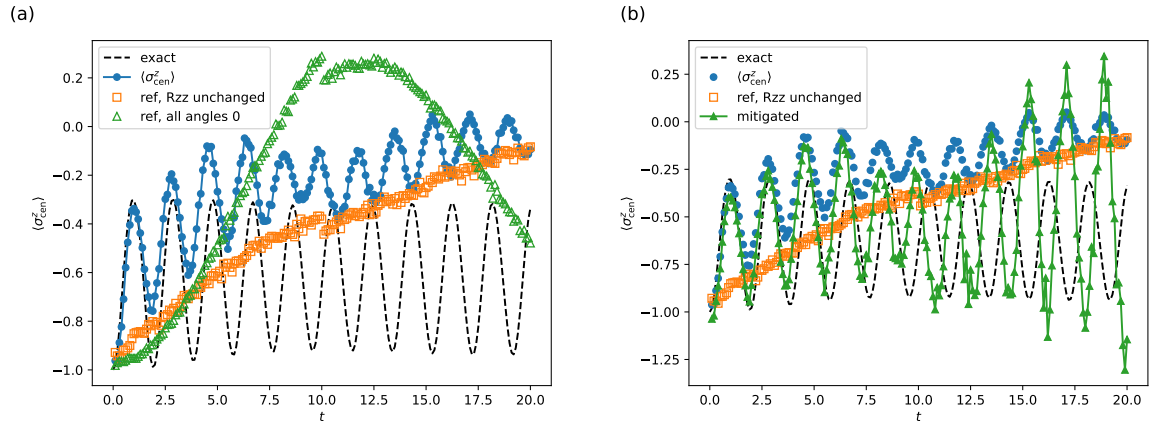 (a)
exact
⟨σᶻcen⟩
ref, Rzz unchanged
ref, all angles 0
0.2
0.0
−0.2
−0.4
−0.6
−0.8
−1.0
⟨σᶻcen⟩
0.0 2.5 5.0 7.5 10.0 12.5 15.0 17.5 20.0
t
(b)
exact
⟨σᶻcen⟩
ref, Rzz unchanged
mitigated
0.25
0.00
−0.25
−0.50
−0.75
−1.00
−1.25
⟨σᶻcen⟩
0.0 2.5 5.0 7.5 10.0 12.5 15.0 17.5 20.0
t